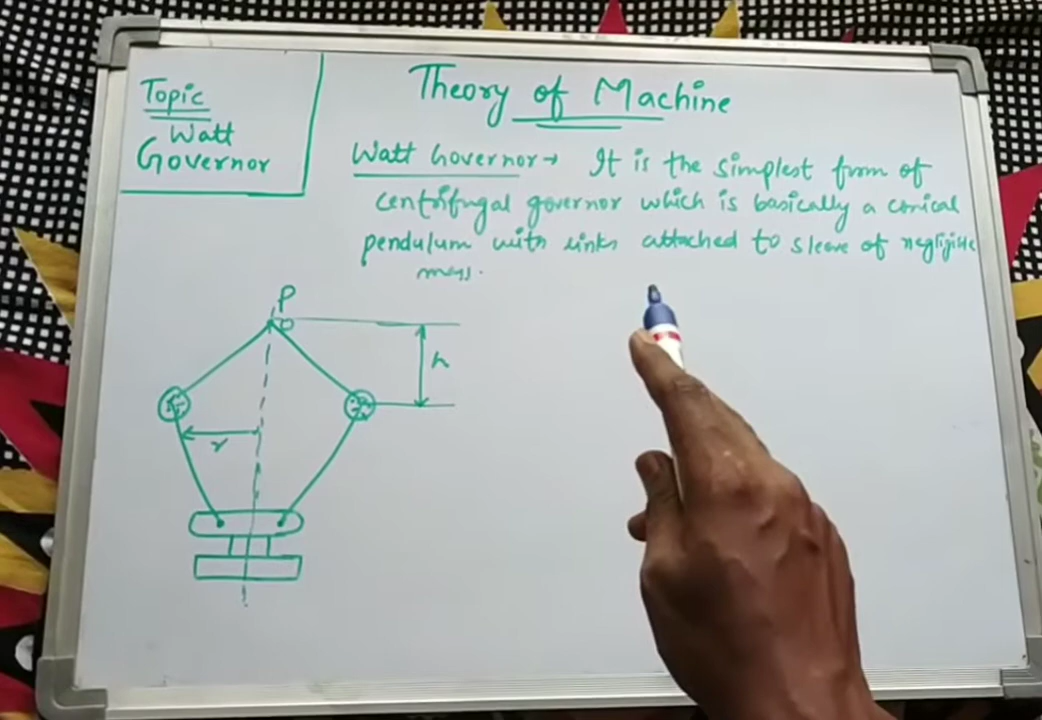 Topic
Watt
Governor
Theory of Machine
Watt Governor → It is the simplest form of
centrifugal governor which is basically a conical
pendulum with links attached to sleeve of negligible
mass.
P
O
h
r